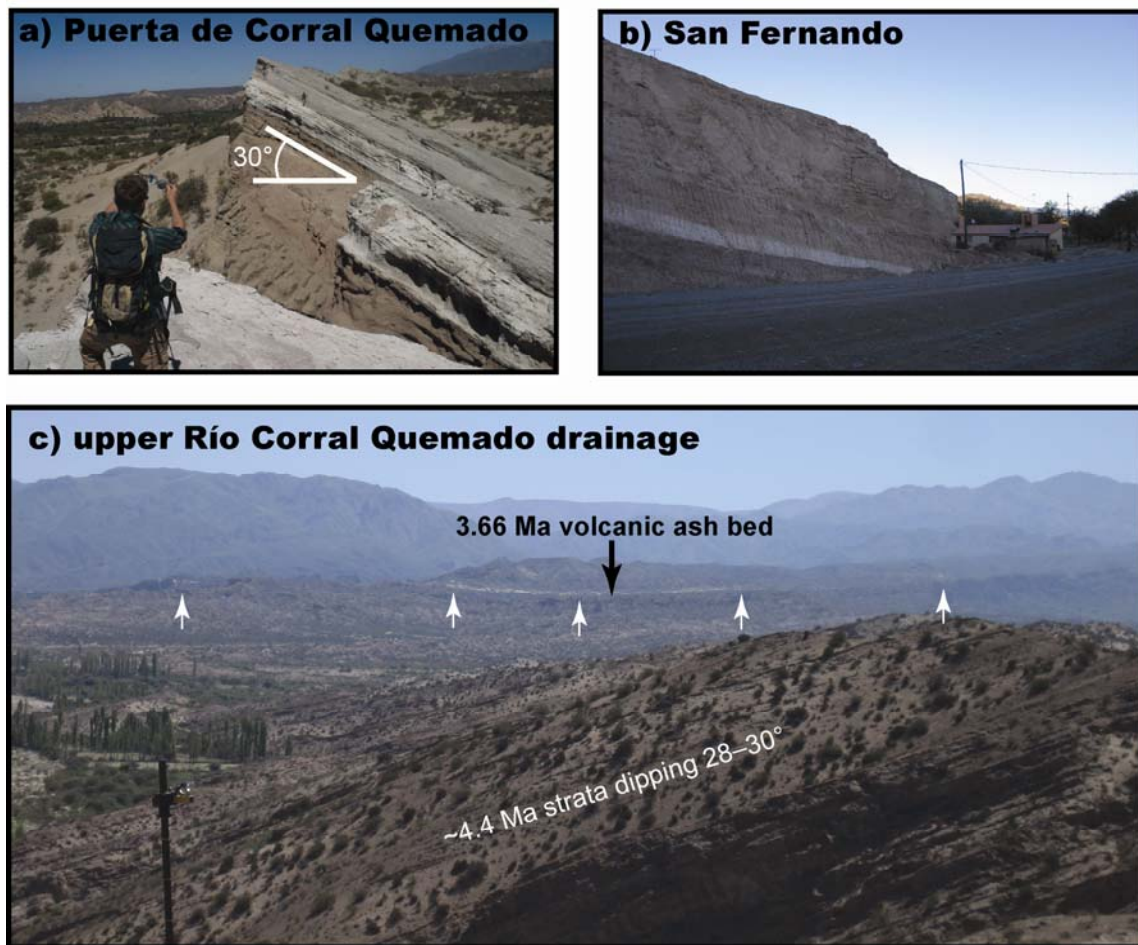 a) Puerta de Corral Quemado
30°
b) San Fernando
c) upper Río Corral Quemado drainage
3.66 Ma volcanic ash bed
~4.4 Ma strata dipping 28–30°